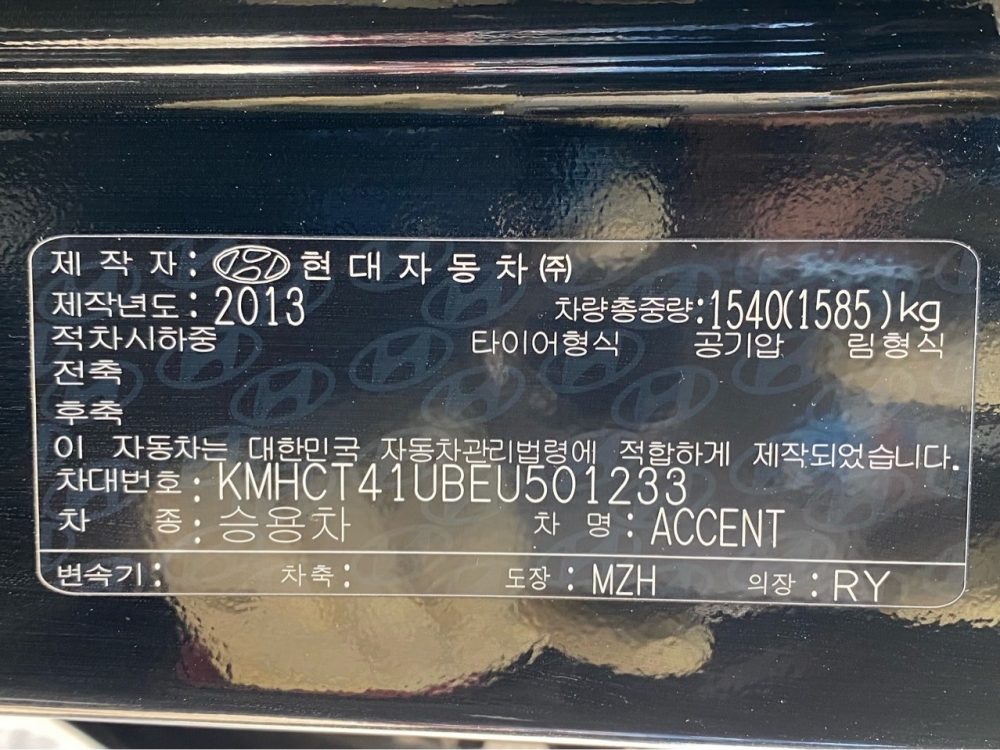 제 작 자 : 현 대 자 동 차 ㈜
제작년도 : 2013 차량총중량:1540(1585)kg
적차시하중 타이어형식 공기압 림형식
전축
후축
이 자동차는 대한민국 자동차관리법령에 적합하게 제작되었습니다.
차대번호 : KMHCT41UBEU501233
차 종 : 승용차 차 명 : ACCENT
변속기 : 차축 : 도장 : MZH 의장 : RY